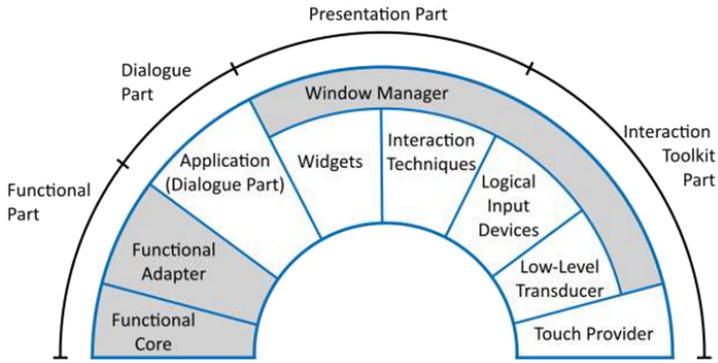 Presentation Part
Dialogue
Part
Window Manager
Interaction
Toolkit
Part
Functional
Part
Application
(Dialogue Part)
Widgets
Interaction
Techniques
Logical
Input
Devices
Functional
Adapter
Low-Level
Transducer
Functional
Core
Touch Provider